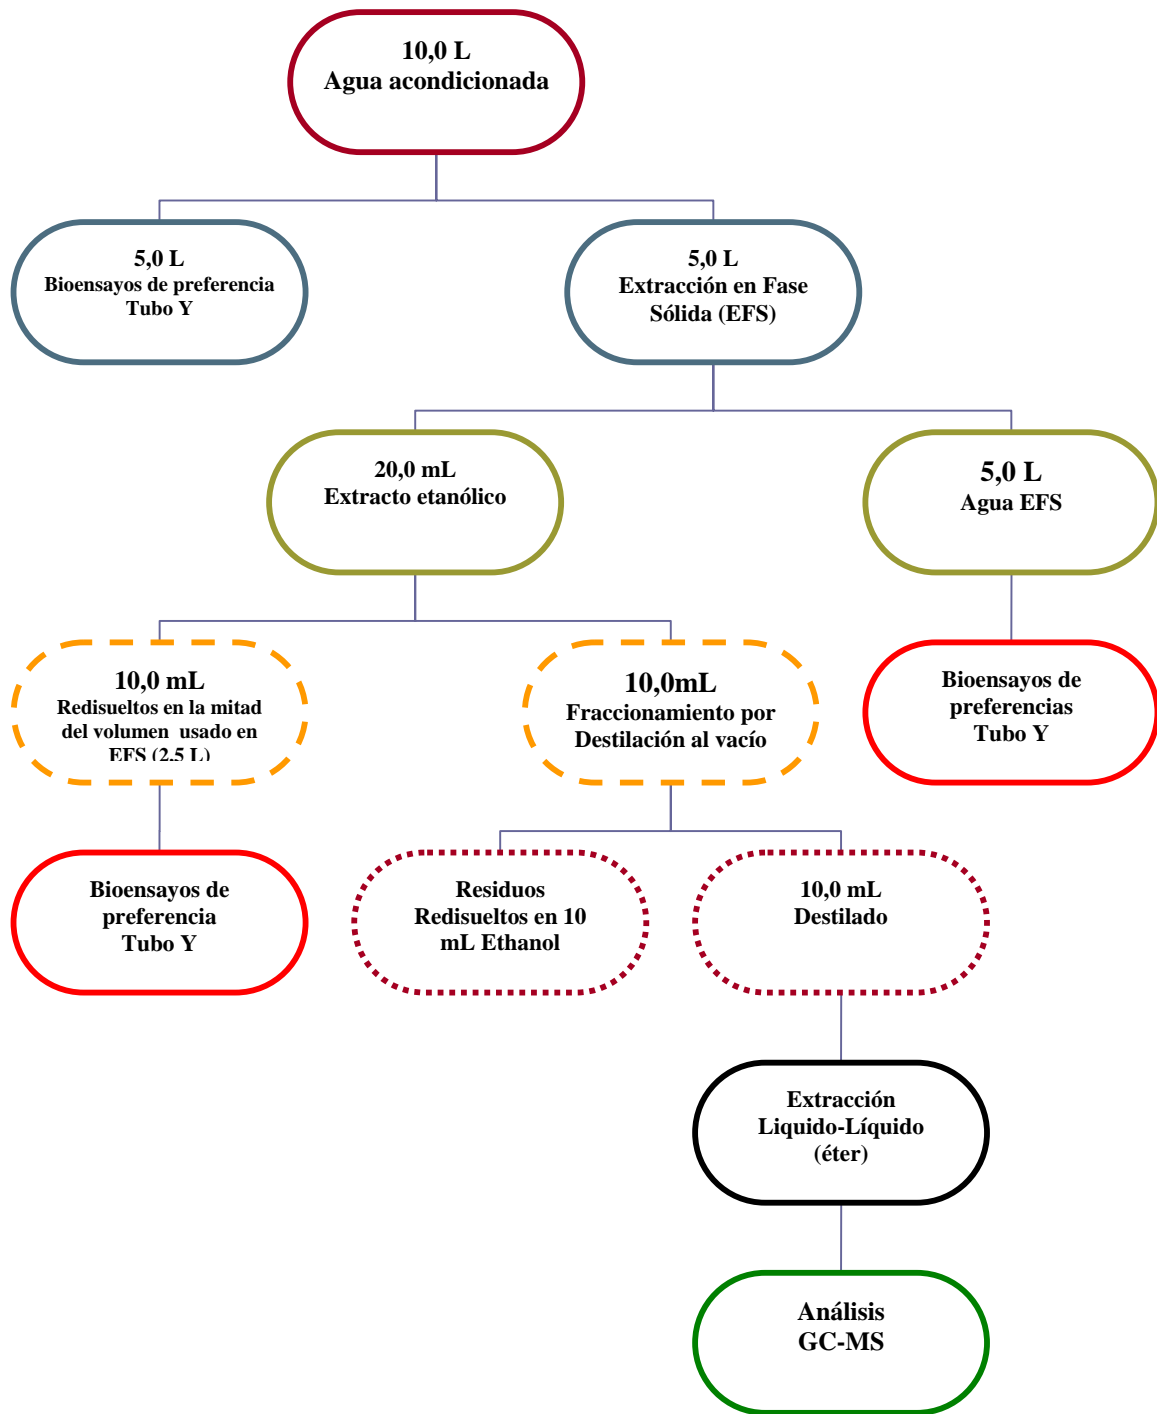 10,0 L
Agua acondicionada
5,0 L
Bioensayos de preferencia
Tubo Y
5,0 L
Extracción en Fase
Sólida (EFS)
20,0 mL
Extracto etanólico
5,0 L
Agua EFS
10,0 mL
Redisueltos en la mitad
del volumen usado en
EFS (2,5 L)
10,0mL
Fraccionamiento por
Destilación al vacío
Bioensayos de
preferencias
Tubo Y
Bioensayos de
preferencia
Tubo Y
Residuos
Redisueltos en 10
mL Ethanol
10,0 mL
Destilado
Extracción
Liquido-Líquido
(éter)
Análisis
GC-MS